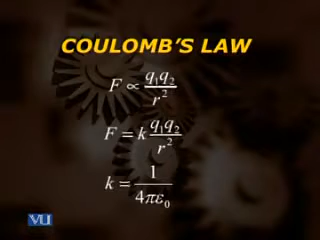 COULOMB’S LAW
F ∝ q₁q₂ / r²
F = k q₁q₂ / r²
k = 1 / 4πε₀
VU